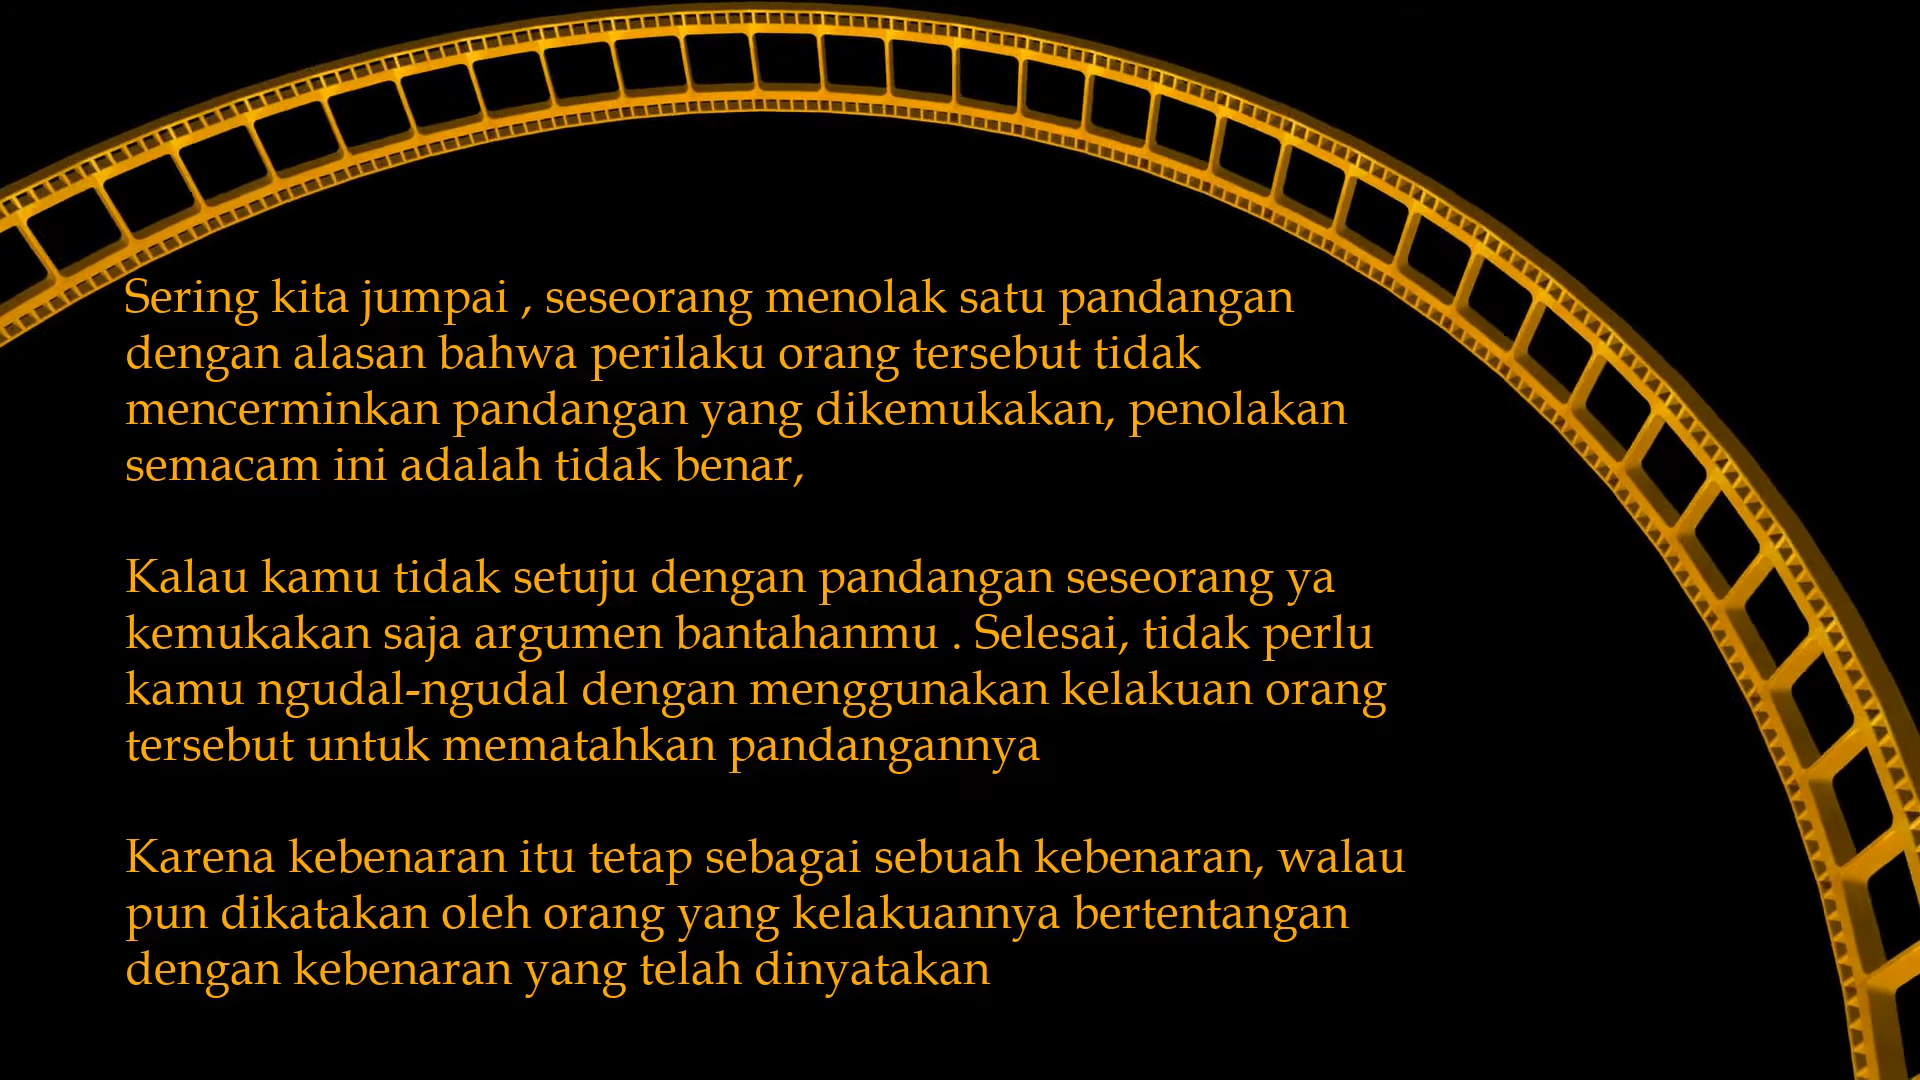 Sering kita jumpai , seseorang menolak satu pandangan
dengan alasan bahwa perilaku orang tersebut tidak
mencerminkan pandangan yang dikemukakan, penolakan
semacam ini adalah tidak benar,
Kalau kamu tidak setuju dengan pandangan seseorang ya
kemukakan saja argumen bantahanmu . Selesai, tidak perlu
kamu ngudal-ngudal dengan menggunakan kelakuan orang
tersebut untuk mematahkan pandangannya
Karena kebenaran itu tetap sebagai sebuah kebenaran, walau
pun dikatakan oleh orang yang kelakuannya bertentangan
dengan kebenaran yang telah dinyatakan